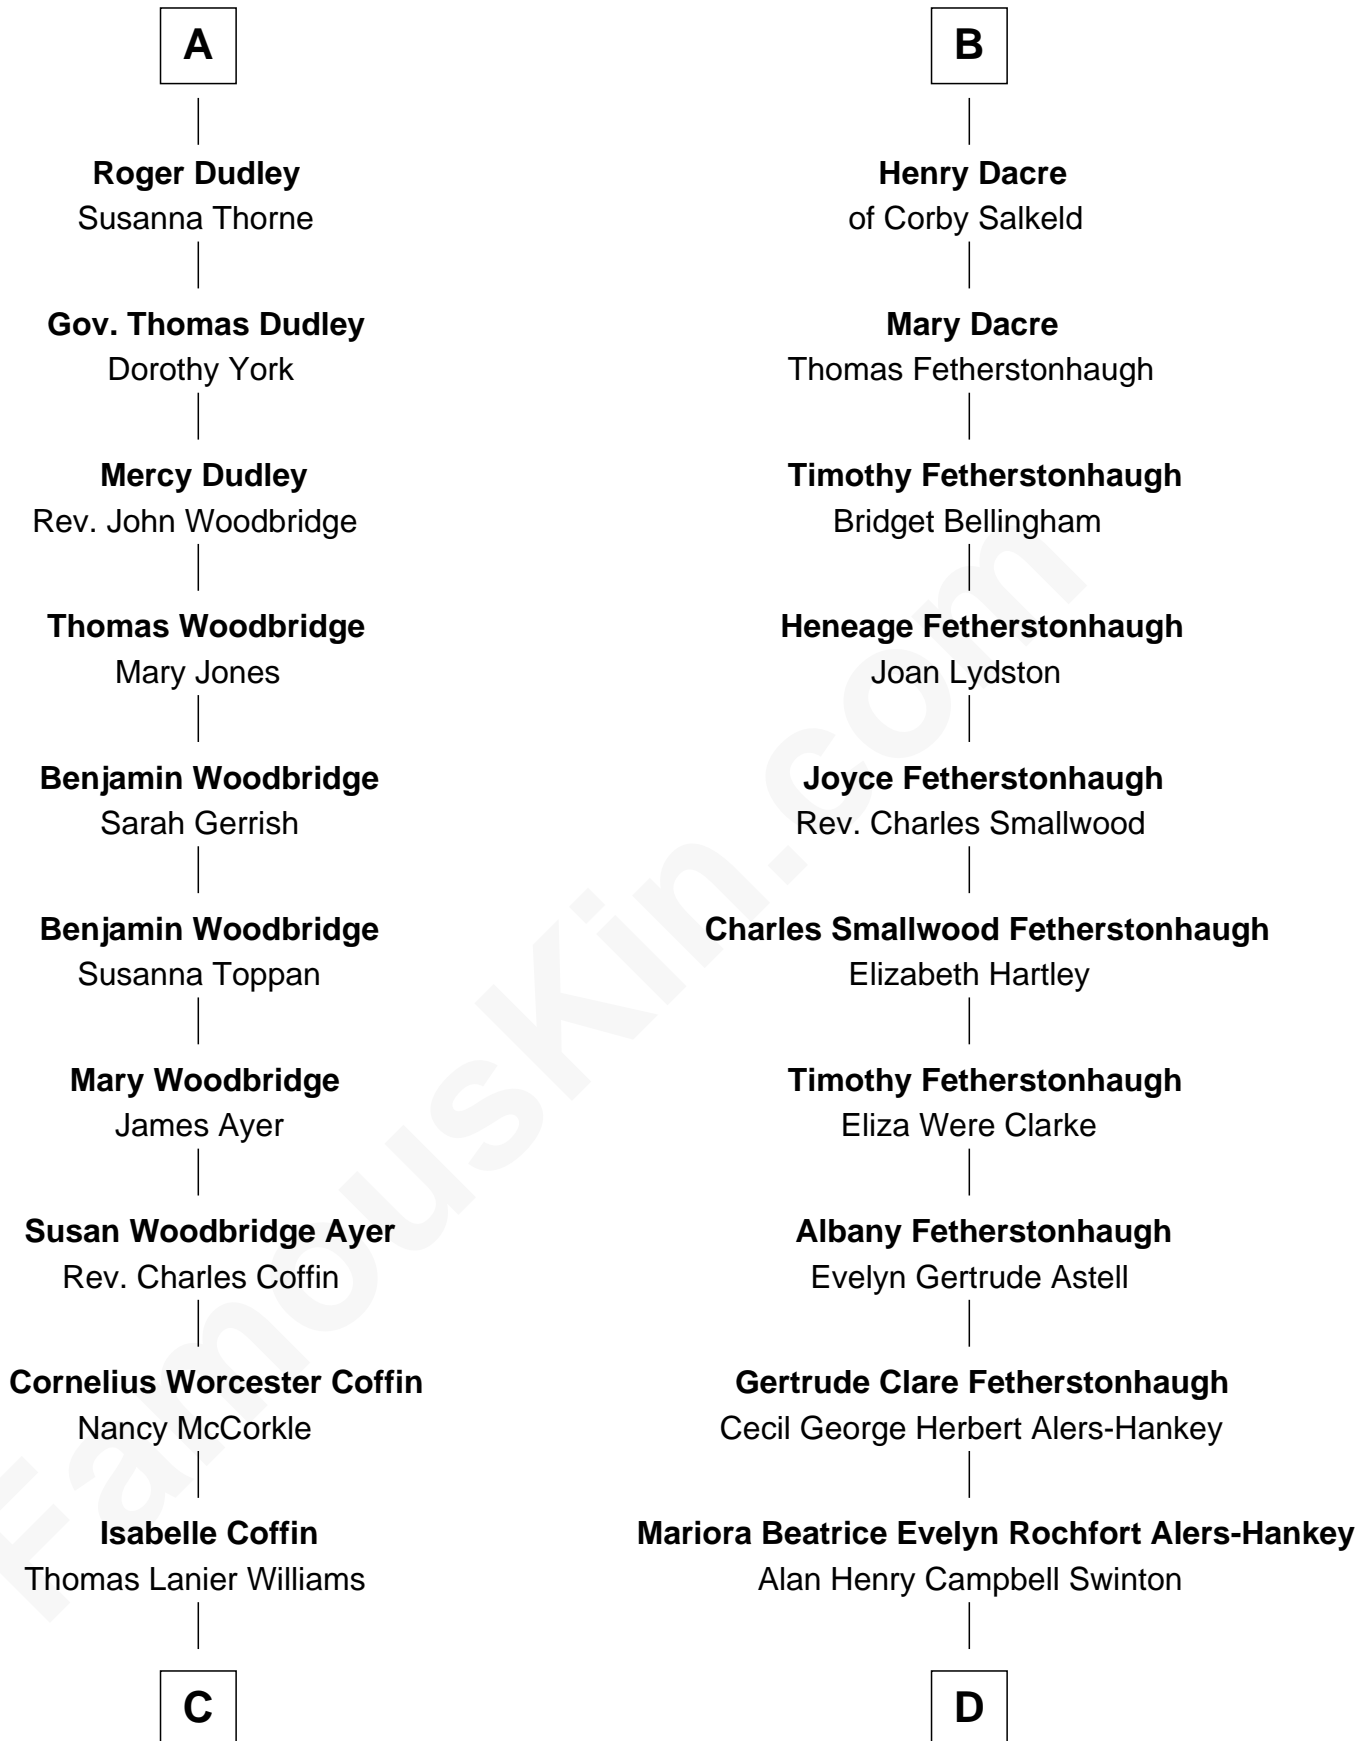 A
Roger Dudley
Susanna Thorne
Gov. Thomas Dudley
Dorothy York
Mercy Dudley
Rev. John Woodbridge
Thomas Woodbridge
Mary Jones
Benjamin Woodbridge
Sarah Gerrish
Benjamin Woodbridge
Susanna Toppan
Mary Woodbridge
James Ayer
Susan Woodbridge Ayer
Rev. Charles Coffin
Cornelius Worcester Coffin
Nancy McCorkle
Isabelle Coffin
Thomas Lanier Williams
C
B
Henry Dacre
of Corby Salkeld
Mary Dacre
Thomas Fetherstonhaugh
Timothy Fetherstonhaugh
Bridget Bellingham
Heneage Fetherstonhaugh
Joan Lydston
Joyce Fetherstonhaugh
Rev. Charles Smallwood
Charles Smallwood Fetherstonhaugh
Elizabeth Hartley
Timothy Fetherstonhaugh
Eliza Were Clarke
Albany Fetherstonhaugh
Evelyn Gertrude Astell
Gertrude Clare Fetherstonhaugh
Cecil George Herbert Alers-Hankey
Mariora Beatrice Evelyn Rochfort Alers-Hankey
Alan Henry Campbell Swinton
D
FamousKin.com